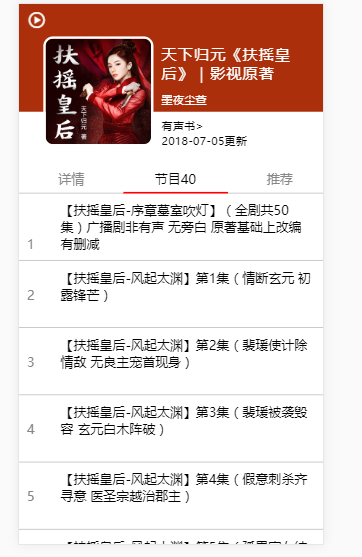 扶摇皇后
天下归元 著
天下归元《扶摇皇
后》 | 影视原著
星夜尘萱
有声书>
2018-07-05更新
详情 节目40 推荐
【扶摇皇后-序章墓室吹灯】（全剧共50
集）广播剧非有声 无旁白 原著基础上改编
1 有删减
【扶摇皇后-风起太渊】第1集（情断玄元 初
2 露锋芒）
【扶摇皇后-风起太渊】第2集（裴瑗使计除
3 情敌 无良主宠首现身）
【扶摇皇后-风起太渊】第3集（裴瑗被袭毁
4 容 玄元白木阵破）
【扶摇皇后-风起太渊】第4集（假意刺杀齐
5 寻意 医圣宗越治郡主）